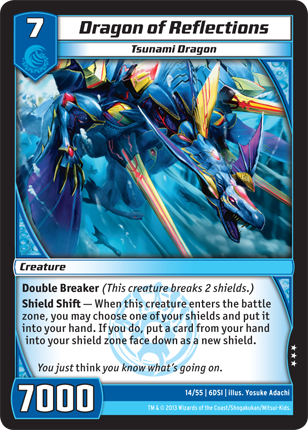 7
Dragon of Reflections
Tsunami Dragon
Creature
Double Breaker (This creature breaks 2 shields.)
Shield Shift — When this creature enters the battle
zone, you may choose one of your shields and put it
into your hand. If you do, put a card from your hand
into your shield zone face down as a new shield.
You just think you know what's going on.
7000
14/55 | 6DSI | illus. Yosuke Adachi
TM & © 2013 Wizards of the Coast/Shogakukan/Mitsui-Kids.